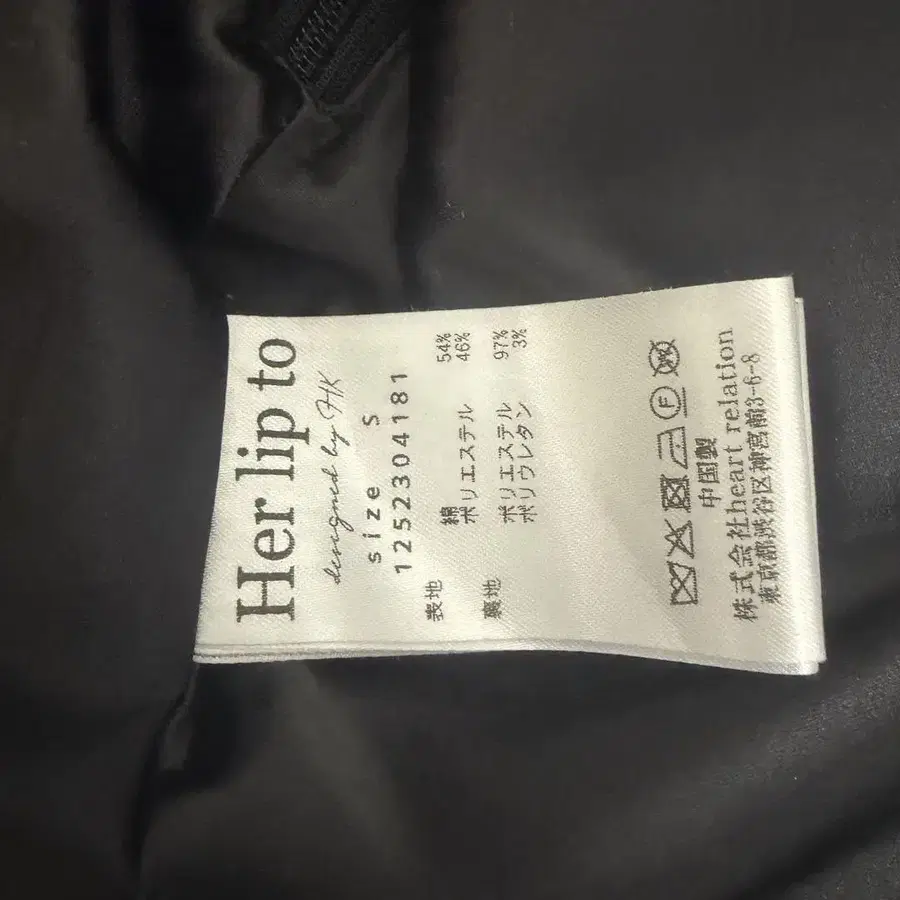 Her lip to
designed by HK
size S
1252304181
表地 綿 54%
ポリエステル 46%
裏地 ポリエステル 97%
ポリウレタン 3%
中国製
株式会社heart relation
東京都渋谷区神宮前3-6-8